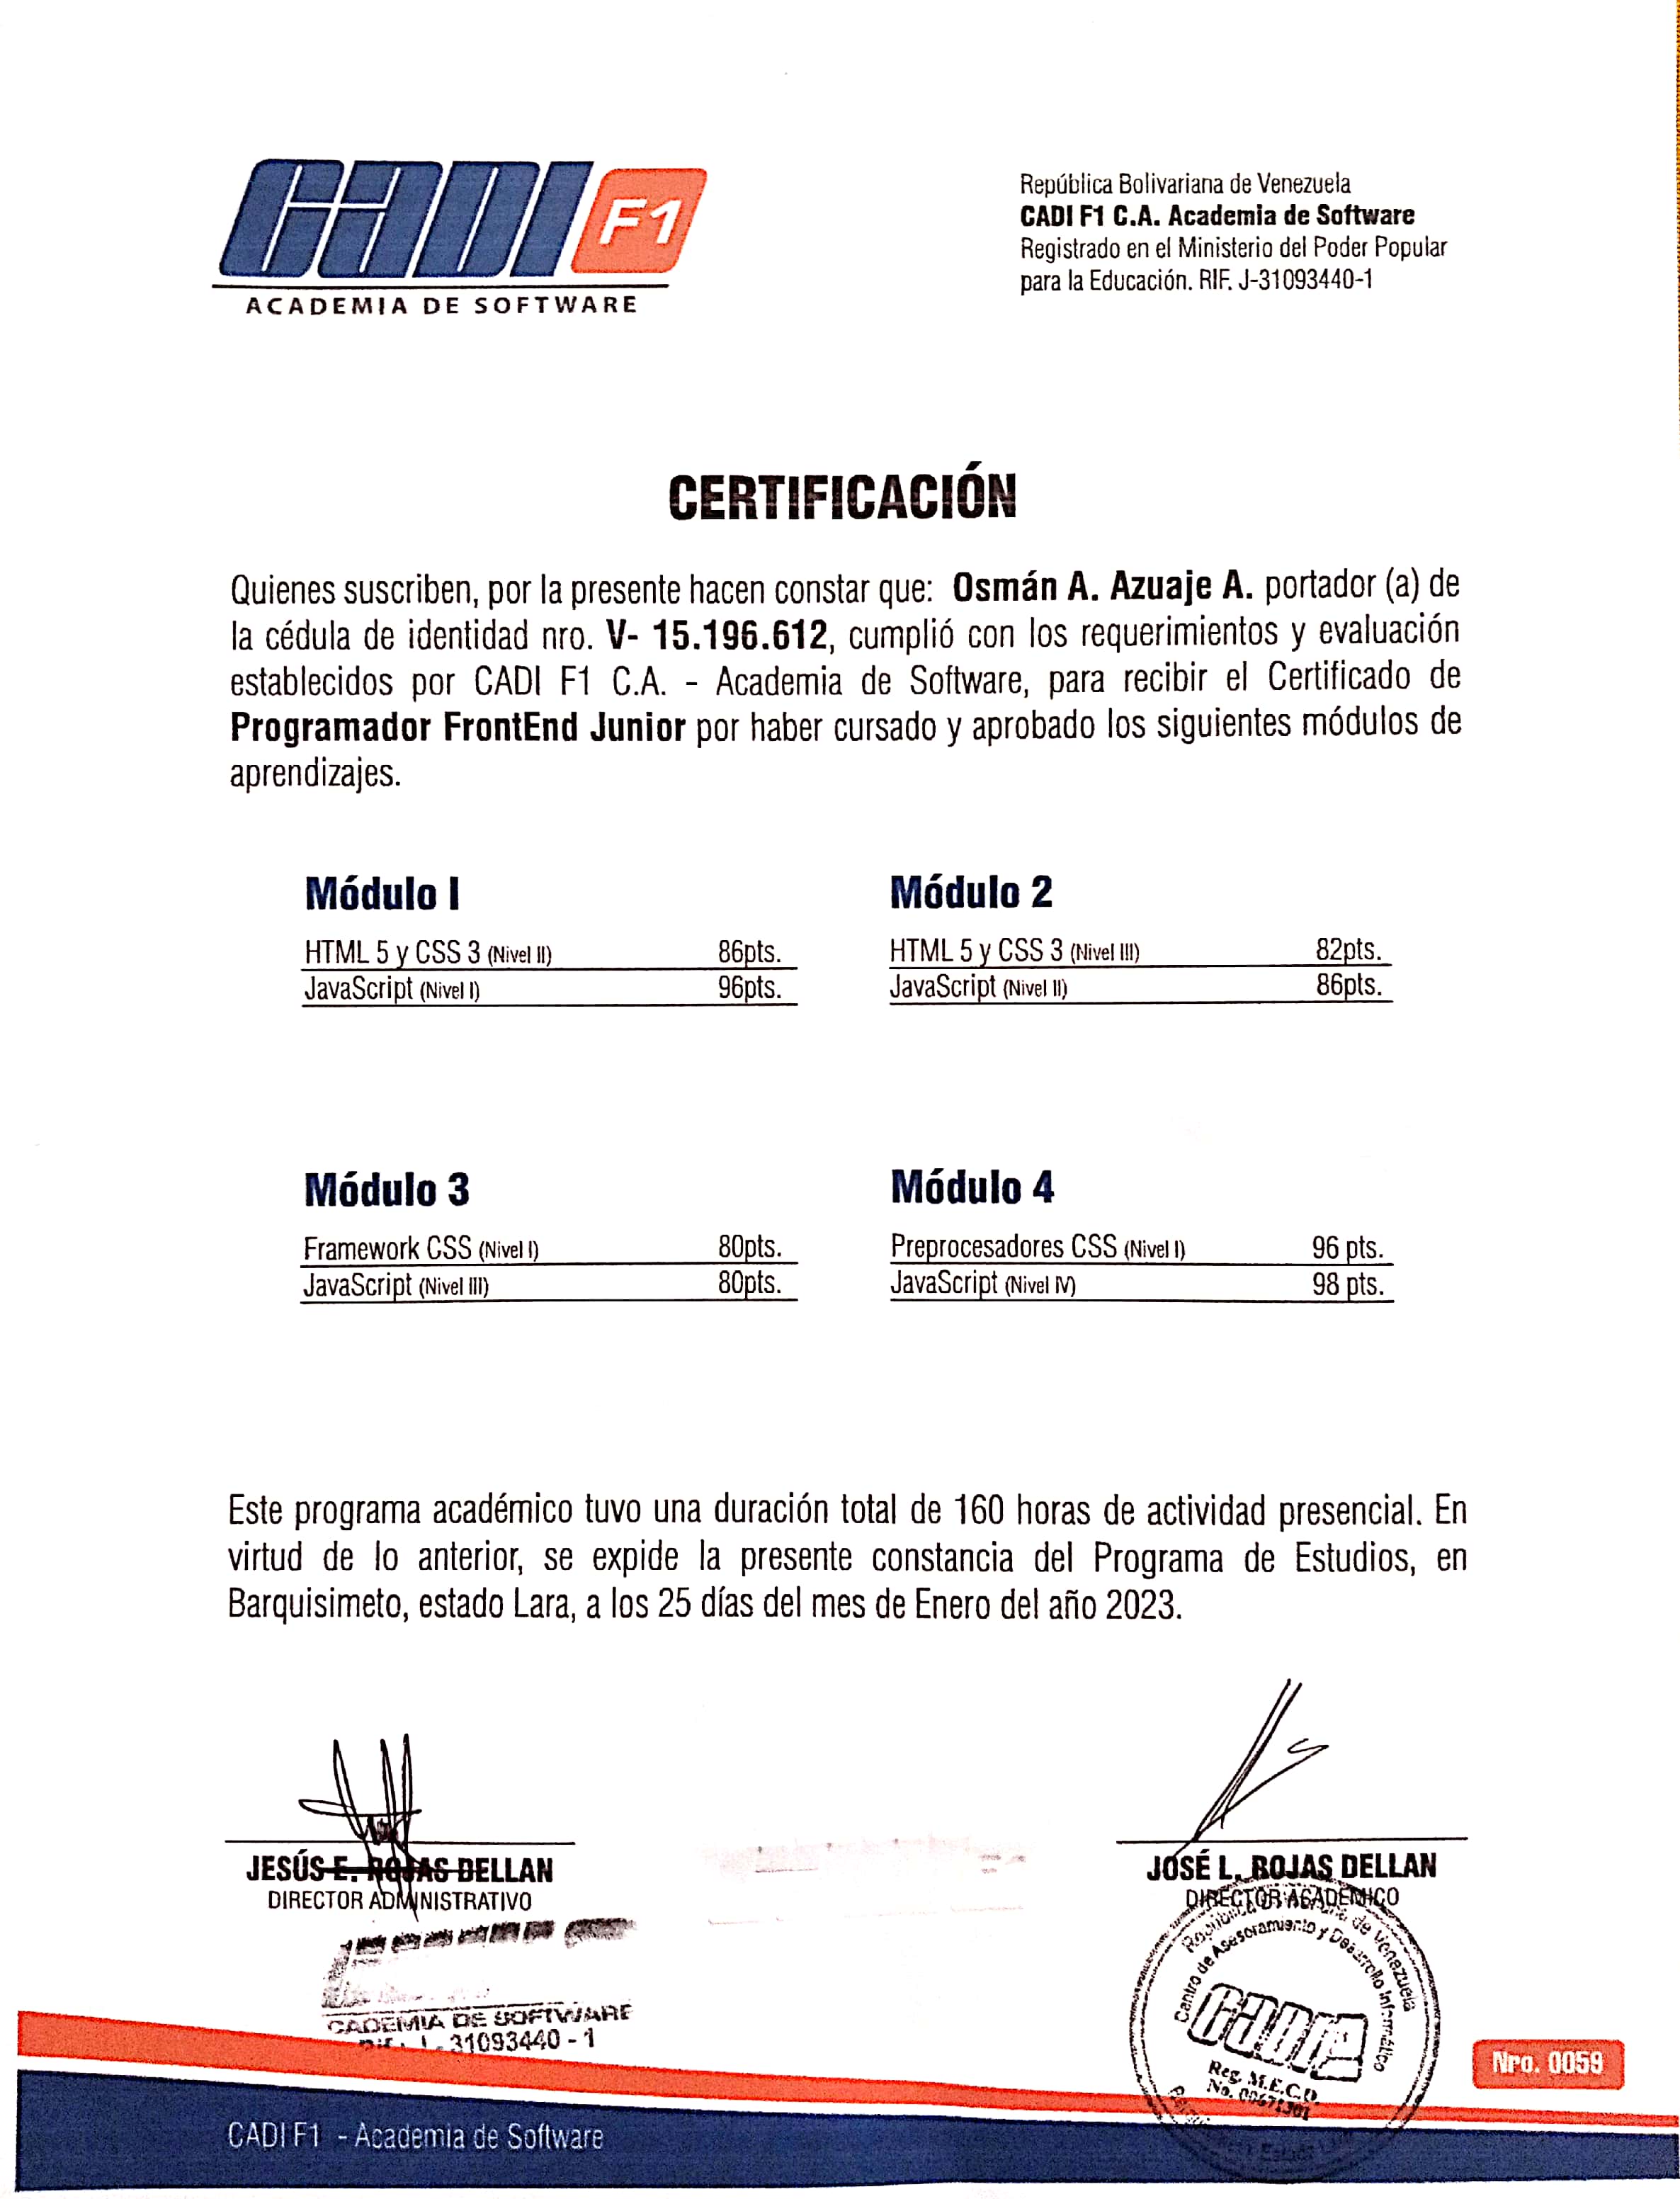 CADI F1
ACADEMIA DE SOFTWARE
República Bolivariana de Venezuela
CADI F1 C.A. Academia de Software
Registrado en el Ministerio del Poder Popular
para la Educación. RIF. J-31093440-1
CERTIFICACIÓN
Quienes suscriben, por la presente hacen constar que: Osmán A. Azuaje A. portador (a) de
la cédula de identidad nro. V- 15.196.612, cumplió con los requerimientos y evaluación
establecidos por CADI F1 C.A. - Academia de Software, para recibir el Certificado de
Programador FrontEnd Junior por haber cursado y aprobado los siguientes módulos de
aprendizajes.
Módulo I
HTML 5 y CSS 3 (Nivel II) 86pts.
JavaScript (Nivel I) 96pts.
Módulo 2
HTML 5 y CSS 3 (Nivel III) 82pts.
JavaScript (Nivel II) 86pts.
Módulo 3
Framework CSS (Nivel I) 80pts.
JavaScript (Nivel III) 80pts.
Módulo 4
Preprocesadores CSS (Nivel I) 96 pts.
JavaScript (Nivel IV) 98 pts.
Este programa académico tuvo una duración total de 160 horas de actividad presencial. En
virtud de lo anterior, se expide la presente constancia del Programa de Estudios, en
Barquisimeto, estado Lara, a los 25 días del mes de Enero del año 2023.
JESÚS E. ROJAS DELLAN
DIRECTOR ADMINISTRATIVO
CADEMIA DE SOFTWARE
31093440 - 1
JOSÉ L. ROJAS DELLAN
DIRECTOR ACADÉMICO
de Venezuela
Centro de Asesoramiento y Desarrollo Informático
CADI
Reg. M.E.C.D.
No.
Nro. 0059
CADI F1 - Academia de Software